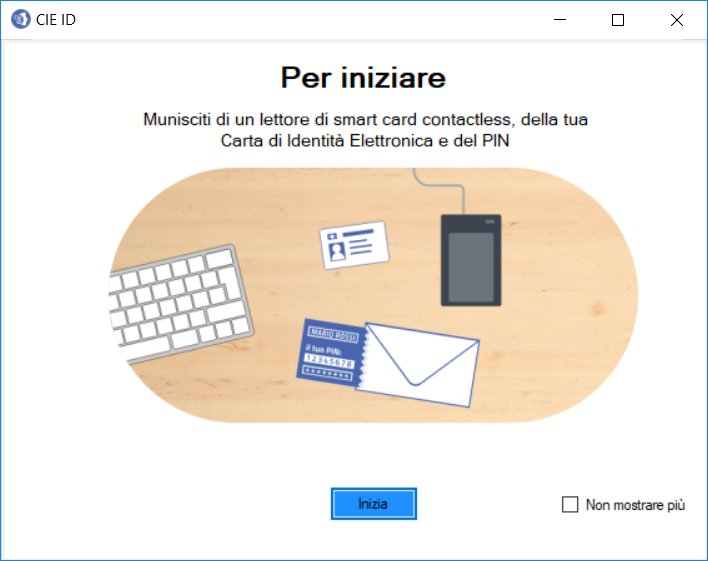 CIE ID
Per iniziare
Munisciti di un lettore di smart card contactless, della tua
Carta di Identità Elettronica e del PIN
MARIO ROSSI
il tuo PIN:
12345678
********
Inizia
Non mostrare più